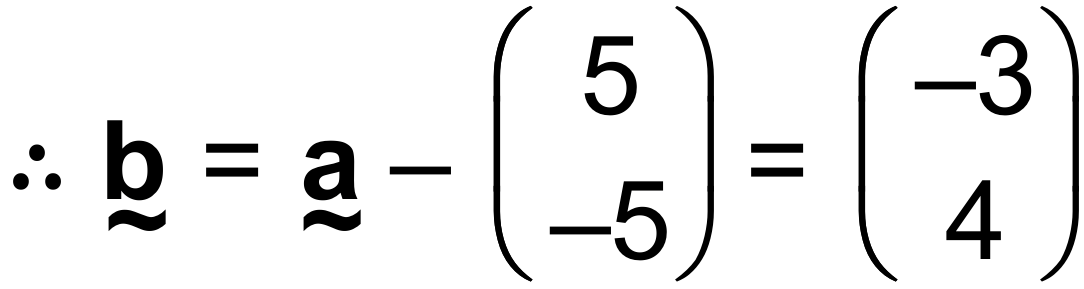 ∴ b̰ = a̰ – ( 5 –5 ) = ( –3 4 )